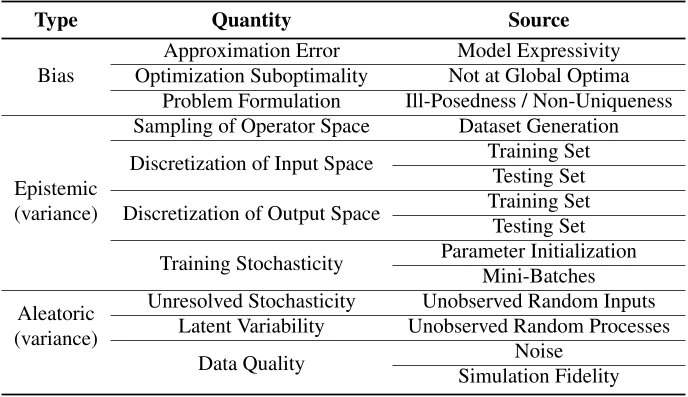 Type Quantity Source
Approximation Error Model Expressivity
Bias Optimization Suboptimality Not at Global Optima
Problem Formulation Ill-Posedness / Non-Uniqueness
Sampling of Operator Space Dataset Generation
Discretization of Input Space Training Set
Testing Set
Epistemic
(variance)
Discretization of Output Space Training Set
Testing Set
Training Stochasticity Parameter Initialization
Mini-Batches
Aleatoric
(variance)
Unresolved Stochasticity Unobserved Random Inputs
Latent Variability Unobserved Random Processes
Data Quality Noise
Simulation Fidelity